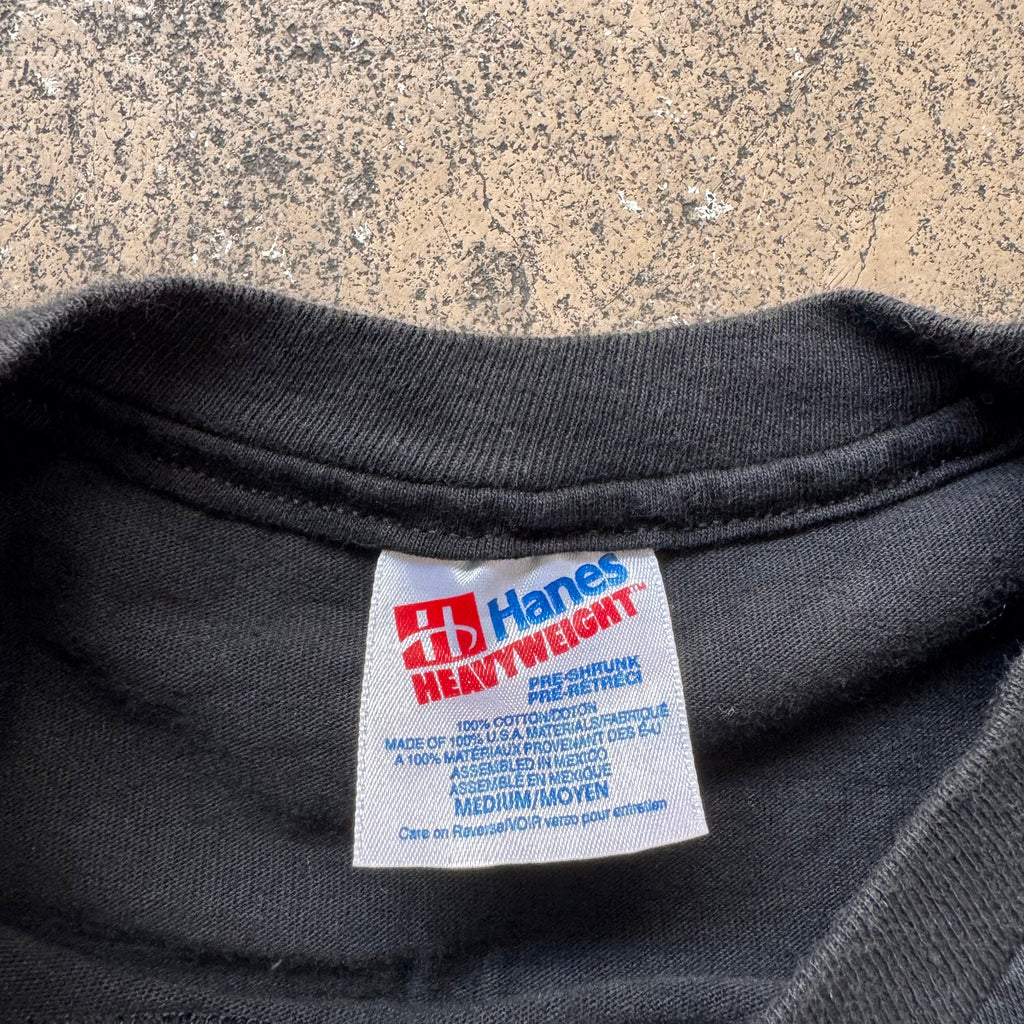 Hanes
HEAVYWEIGHT™
PRE-SHRUNK
PRÉ-RÉTRÉCI
100% COTTON/COTON
MADE OF 100% U.S.A. MATERIALS/FABRIQUÉ
A 100% MATÉRIAUX PROVENANT DES ÉU
ASSEMBLED IN MEXICO
ASSEMBLÉ EN MEXIQUE
MEDIUM/MOYEN
Care on Reverse/VOIR verso pour entretien